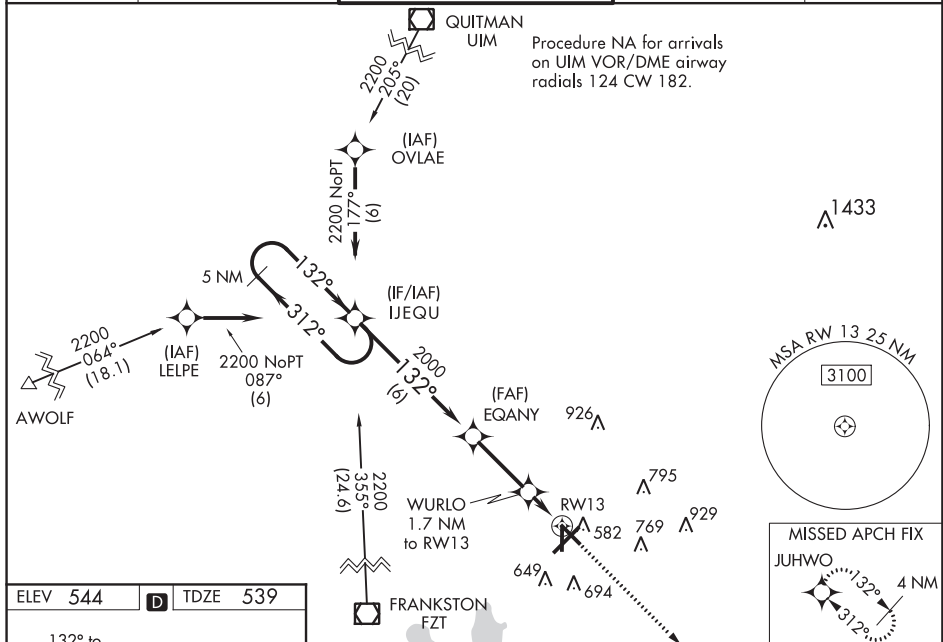 QUITMAN
UIM
Procedure NA for arrivals
on UIM VOR/DME airway
radials 124 CW 182.
2200
205°
(20)
(IAF)
OVLAE
2200 NoPT
177°
(6)
1433
5 NM
132°
312°
(IF/IAF)
IJEQU
2200
064°
(18.1)
AWOLF
(IAF)
LELPE
2200 NoPT
087°
(6)
2000
132°
(6)
MSA RW 13 25 NM
3100
(FAF)
EQANY
926
2200
355°
(24.6)
WURLO
1.7 NM
to RW13
RW13
795
582
769
929
649
694
MISSED APCH FIX
JUHWO
132°
312°
4 NM
FRANKSTON
FZT
ELEV 544 D TDZE 539
132° to